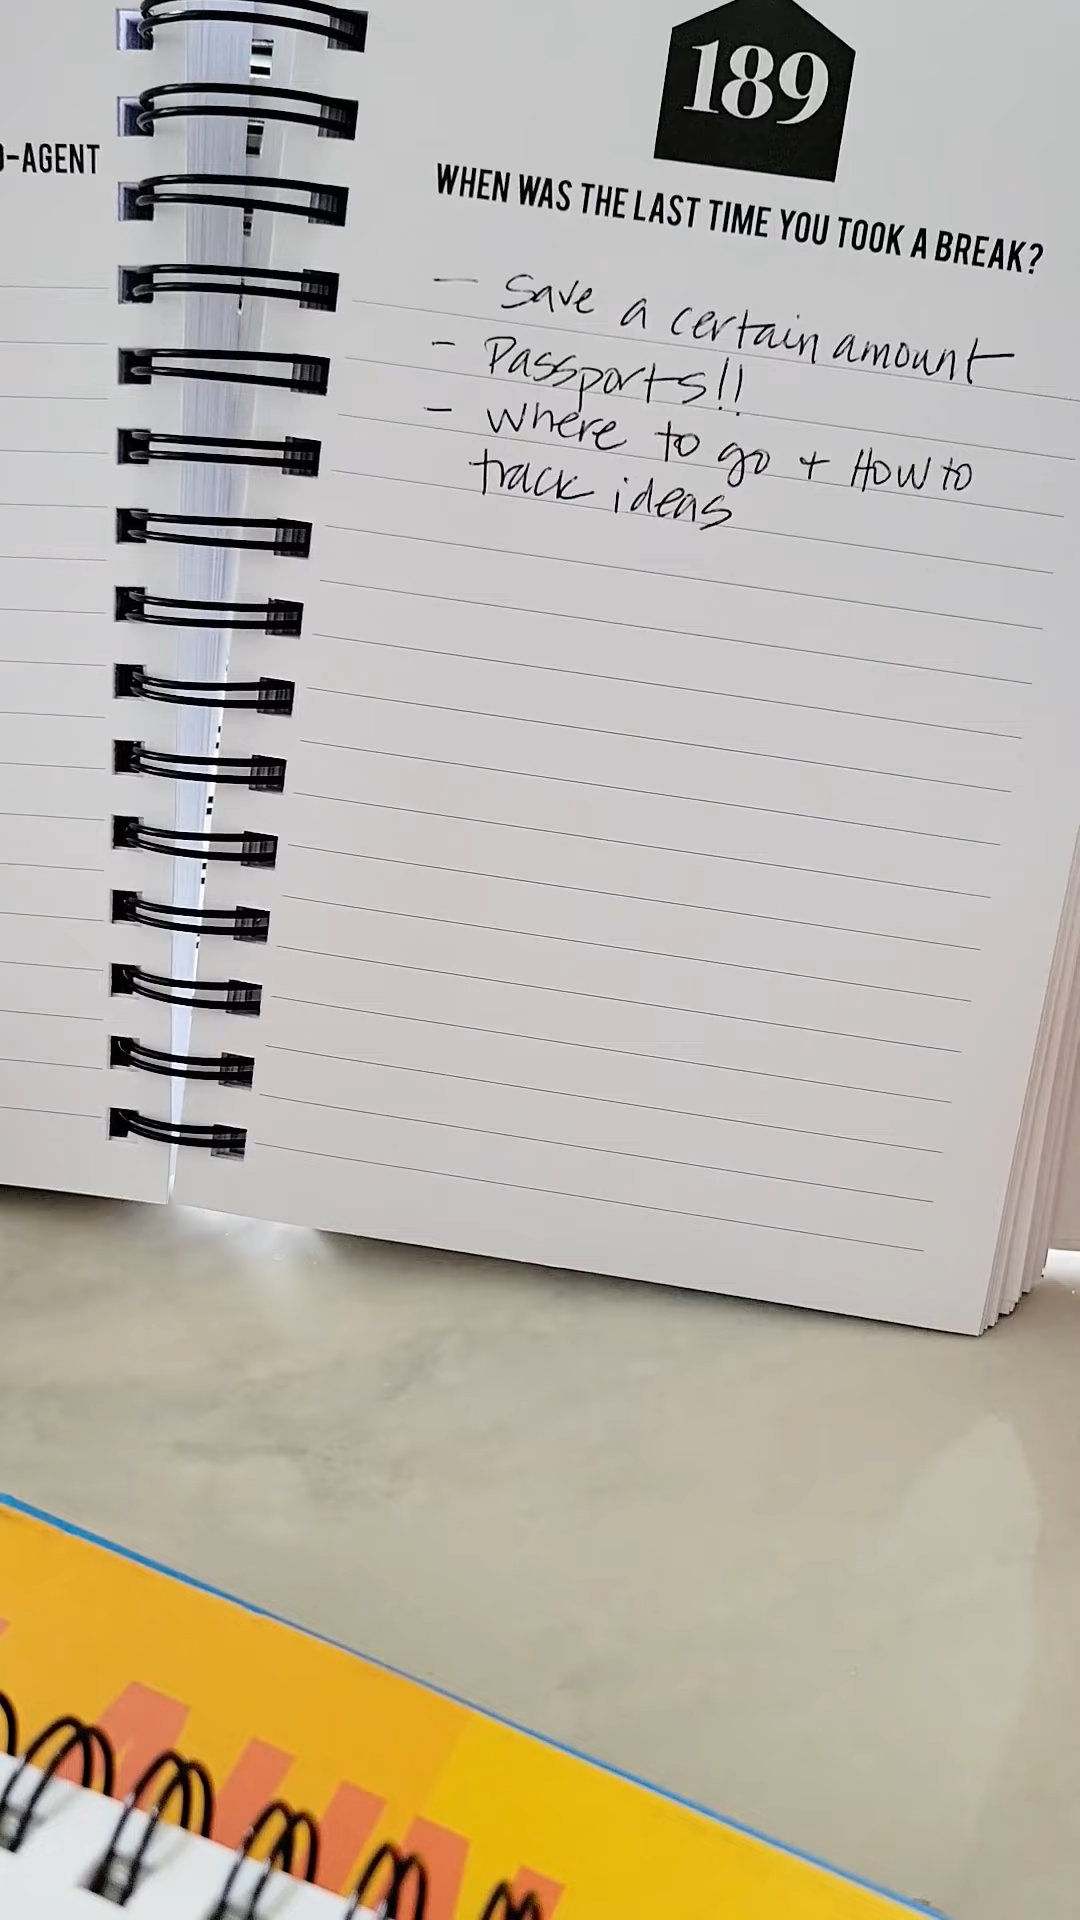 -AGENT
189
WHEN WAS THE LAST TIME YOU TOOK A BREAK?
- Save a certain amount
- Passports!!
- Where to go + How to
track ideas